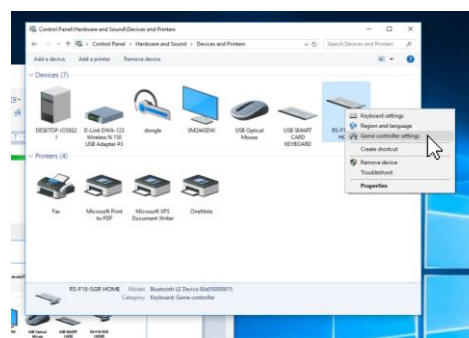 Control Panel\Hardware and Sound\Devices and Printers
Control Panel > Hardware and Sound > Devices and Printers
Search Devices and Printers
Add a device Add a printer Remove device
Devices (7)
D-Link DWA-123
Wireless N 150
USB Adapter #3
dongle
SM2440DW
USB Optical
Mouse
USB SMART
CARD
KEYBOARD
Keyboard settings
Region and language
Game controller settings
Create shortcut
Remove device
Troubleshoot
Properties
Printers (4)
Fax
Microsoft Print
to PDF
Microsoft XPS
Document Writer
OneNote
RS-F16-SGR HOME
Model: Bluetooth LE Device
Category: Keyboard; Game controller